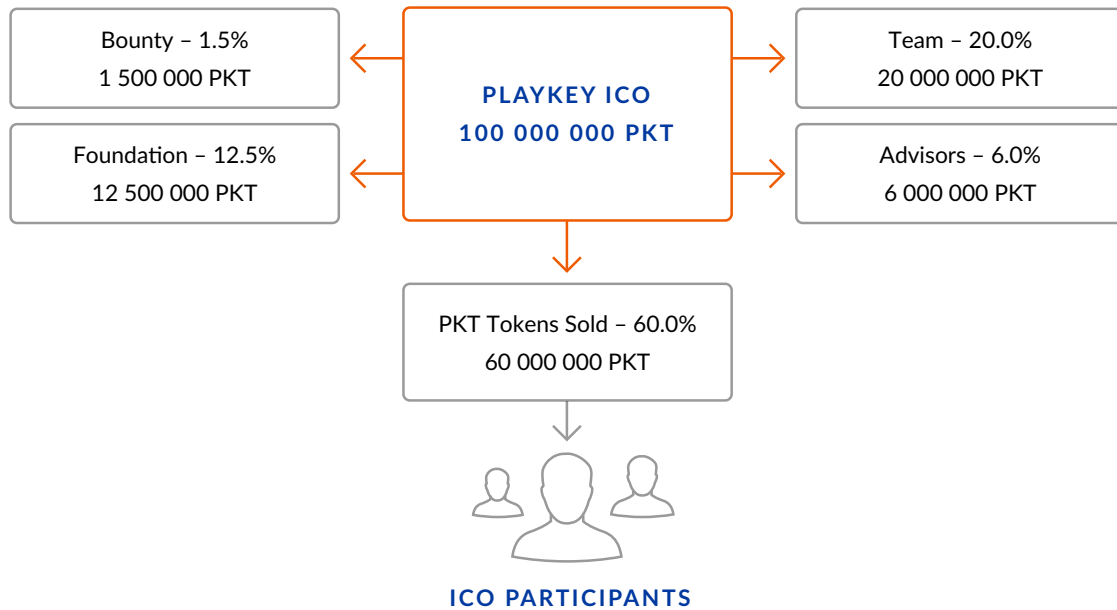 Bounty – 1.5%
1 500 000 PKT
Foundation – 12.5%
12 500 000 PKT
PLAYKEY ICO
100 000 000 PKT
Team – 20.0%
20 000 000 PKT
Advisors – 6.0%
6 000 000 PKT
PKT Tokens Sold – 60.0%
60 000 000 PKT
ICO PARTICIPANTS